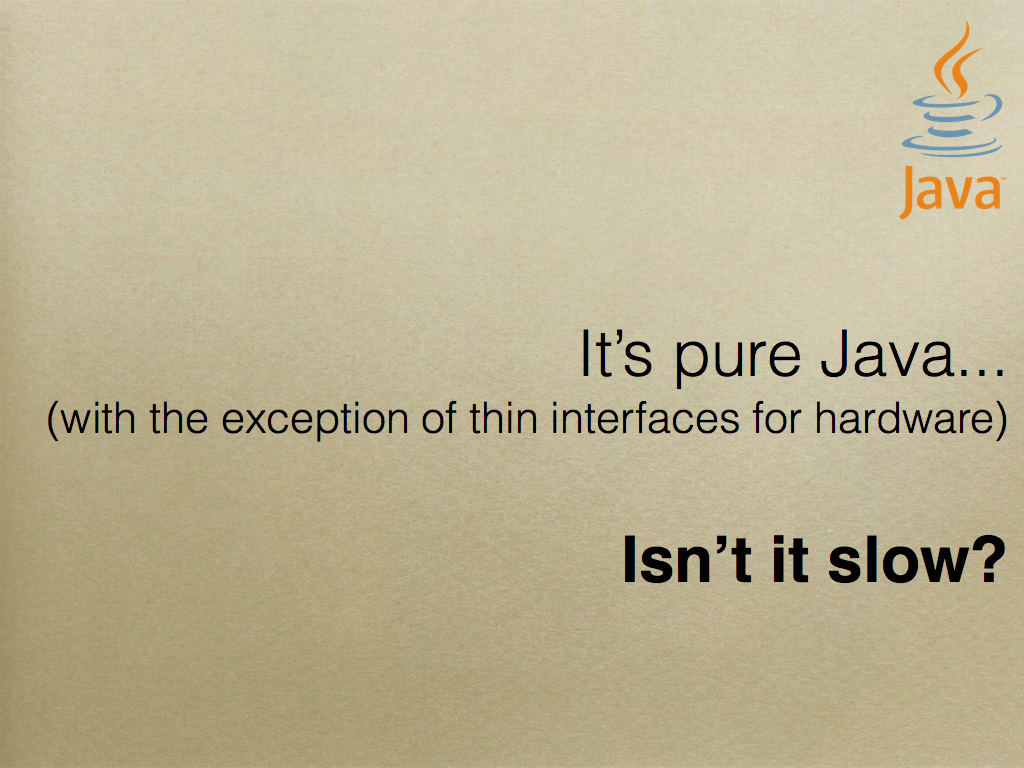 Java™
It’s pure Java...
(with the exception of thin interfaces for hardware)
Isn’t it slow?